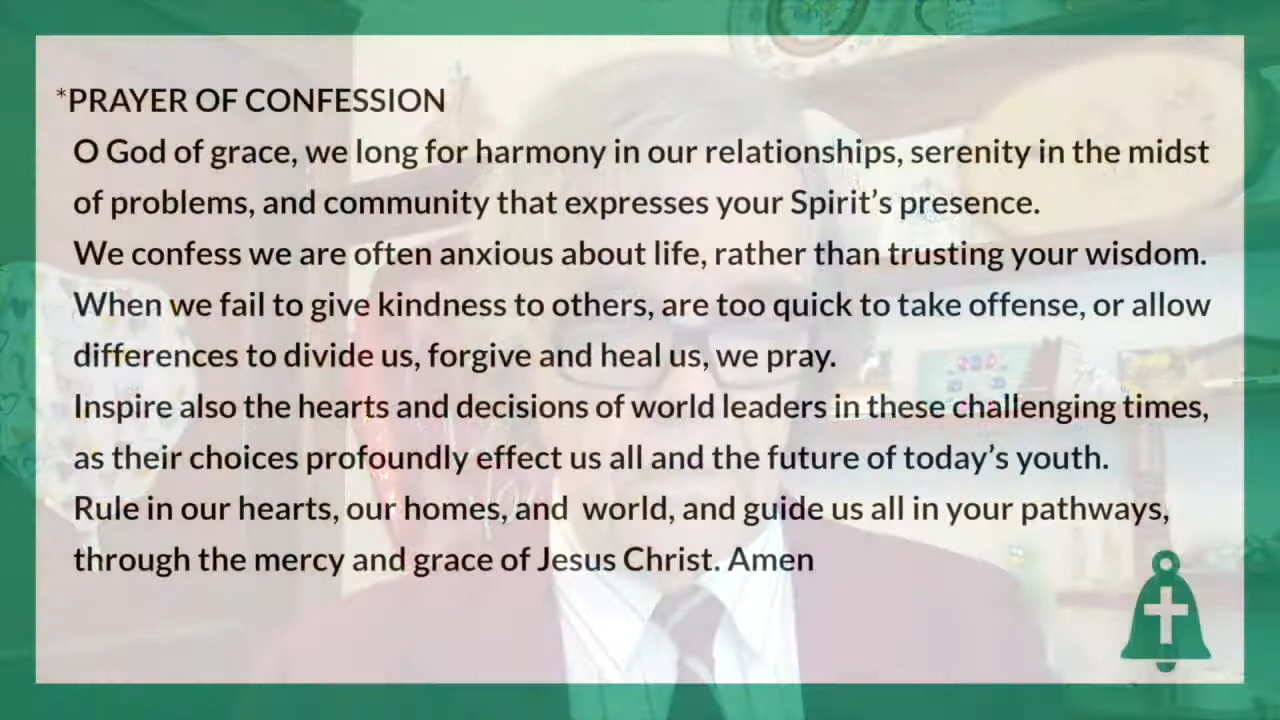 *PRAYER OF CONFESSION
O God of grace, we long for harmony in our relationships, serenity in the midst
of problems, and community that expresses your Spirit’s presence.
We confess we are often anxious about life, rather than trusting your wisdom.
When we fail to give kindness to others, are too quick to take offense, or allow
differences to divide us, forgive and heal us, we pray.
Inspire also the hearts and decisions of world leaders in these challenging times,
as their choices profoundly effect us all and the future of today’s youth.
Rule in our hearts, our homes, and  world, and guide us all in your pathways,
through the mercy and grace of Jesus Christ. Amen